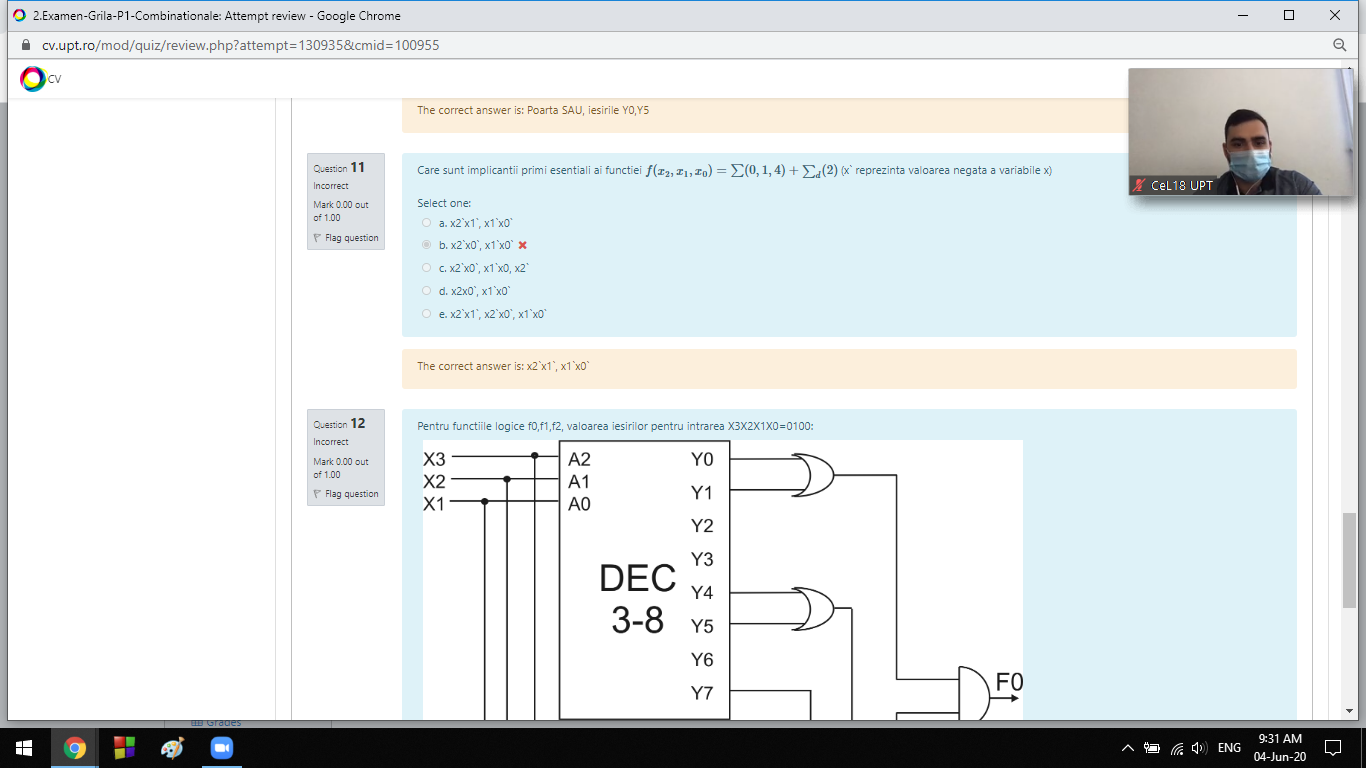 2.Examen-Grila-P1-Combinationale: Attempt review - Google Chrome
cv.upt.ro/mod/quiz/review.php?attempt=130935&cmid=100955
CV
The correct answer is: Poarta SAU, iesirile Y0,Y5
CeL18 UPT
Question 11
Incorrect
Mark 0.00 out
of 1.00
Flag question
Care sunt implicantii primi esentiali ai functiei f(x₂, x₁, x₀) = ∑(0, 1, 4) + ∑d(2) (x` reprezinta valoarea negata a variabile x)
Select one:
a. x2`x1`, x1`x0`
b. x2`x0`, x1`x0`
c. x2`x0`, x1`x0, x2`
d. x2x0`, x1`x0`
e. x2`x1`, x2`x0`, x1`x0`
The correct answer is: x2`x1`, x1`x0`
Question 12
Incorrect
Mark 0.00 out
of 1.00
Flag question
Pentru functiile logice f0,f1,f2, valoarea iesirilor pentru intrarea X3X2X1X0=0100:
X3 A2 Y0
X2 A1 Y1
X1 A0
Y2
Y3
DEC
3-8
Y4
Y5
Y6
Y7
F0
Grades
ENG
9:31 AM
04-Jun-20